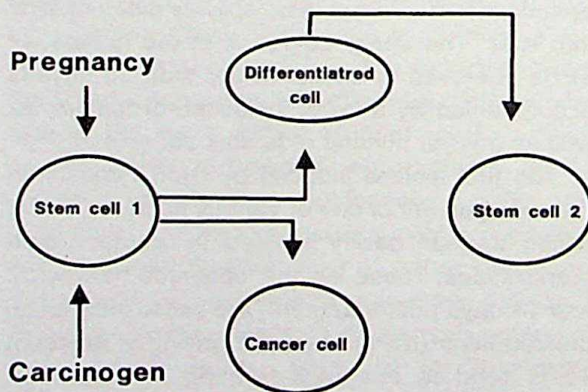 Pregnancy
Differentiatred
cell
Stem cell 1
Stem cell 2
Cancer cell
Carcinogen